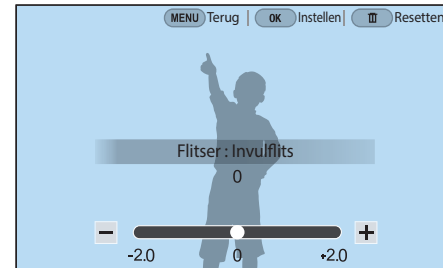 MENU Terug | OK Instellen | Resetten
Flitser : Invulflits
0
− +
-2.0 0 +2.0